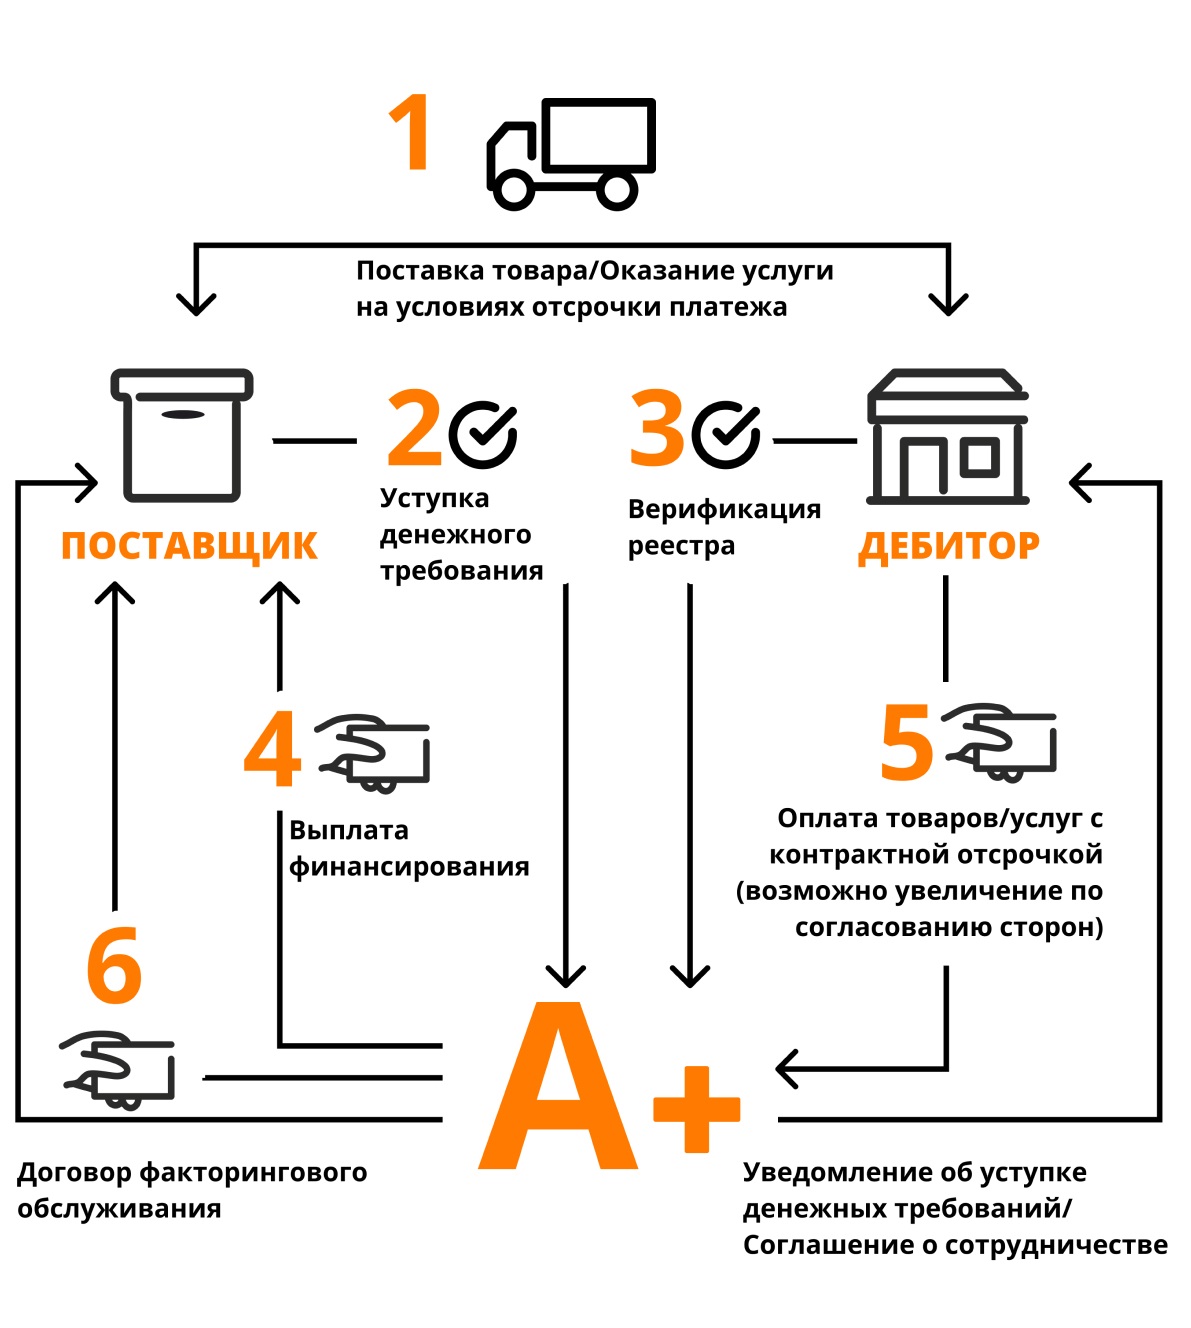 1
Поставка товара/Оказание услуги
на условиях отсрочки платежа
2
Уступка
денежного
требования
3
Верификация
реестра
ПОСТАВЩИК
ДЕБИТОР
4
Выплата
финансирования
5
Оплата товаров/услуг с
контрактной отсрочкой
(возможно увеличение по
согласованию сторон)
6
А+
Договор факторингового
обслуживания
Уведомление об уступке
денежных требований/
Соглашение о сотрудничестве